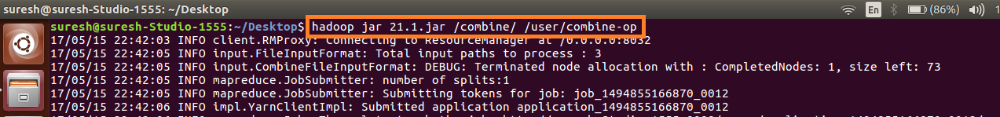 suresh@suresh-Studio-1555: ~/Desktop
En
(86%)
1
suresh@suresh-Studio-1555:~/Desktop$ hadoop jar 21.1.jar /combine/ /user/combine-op
17/05/15 22:42:03 INFO client.RMProxy: Connecting to ResourceManager at /0.0.0.0:8032
17/05/15 22:42:05 INFO input.FileInputFormat: Total input paths to process : 3
17/05/15 22:42:05 INFO input.CombineFileInputFormat: DEBUG: Terminated node allocation with : CompletedNodes: 1, size left: 73
17/05/15 22:42:05 INFO mapreduce.JobSubmitter: number of splits:1
17/05/15 22:42:05 INFO mapreduce.JobSubmitter: Submitting tokens for job: job_1494855166870_0012
17/05/15 22:42:06 INFO impl.YarnClientImpl: Submitted application application_1494855166870_0012